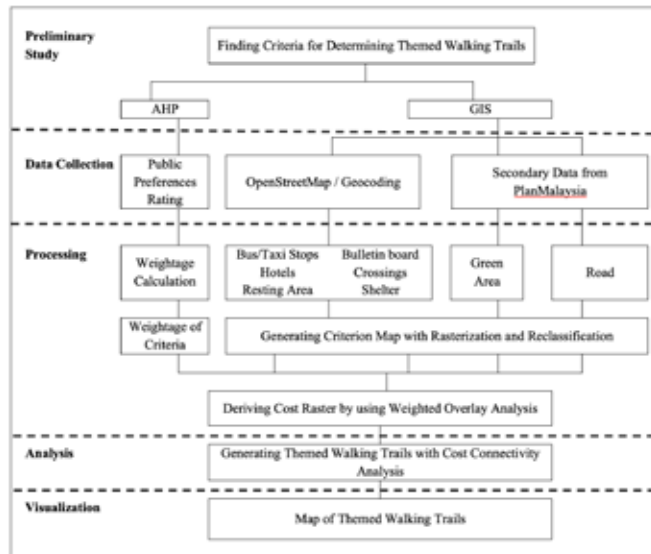 Preliminary
Study
Finding Criteria for Determining Themed Walking Trails
AHP
GIS
Data Collection
Public
Preferences
Rating
OpenStreetMap / Geocoding
Secondary Data from
PlanMalaysia
Processing
Weightage
Calculation
Bus/Taxi Stops
Hotels
Resting Area
Bulletin board
Crossings
Shelter
Green
Area
Road
Weightage of
Criteria
Generating Criterion Map with Rasterization and Reclassification
Deriving Cost Raster by using Weighted Overlay Analysis
Analysis
Generating Themed Walking Trails with Cost Connectivity
Analysis
Visualization
Map of Themed Walking Trails